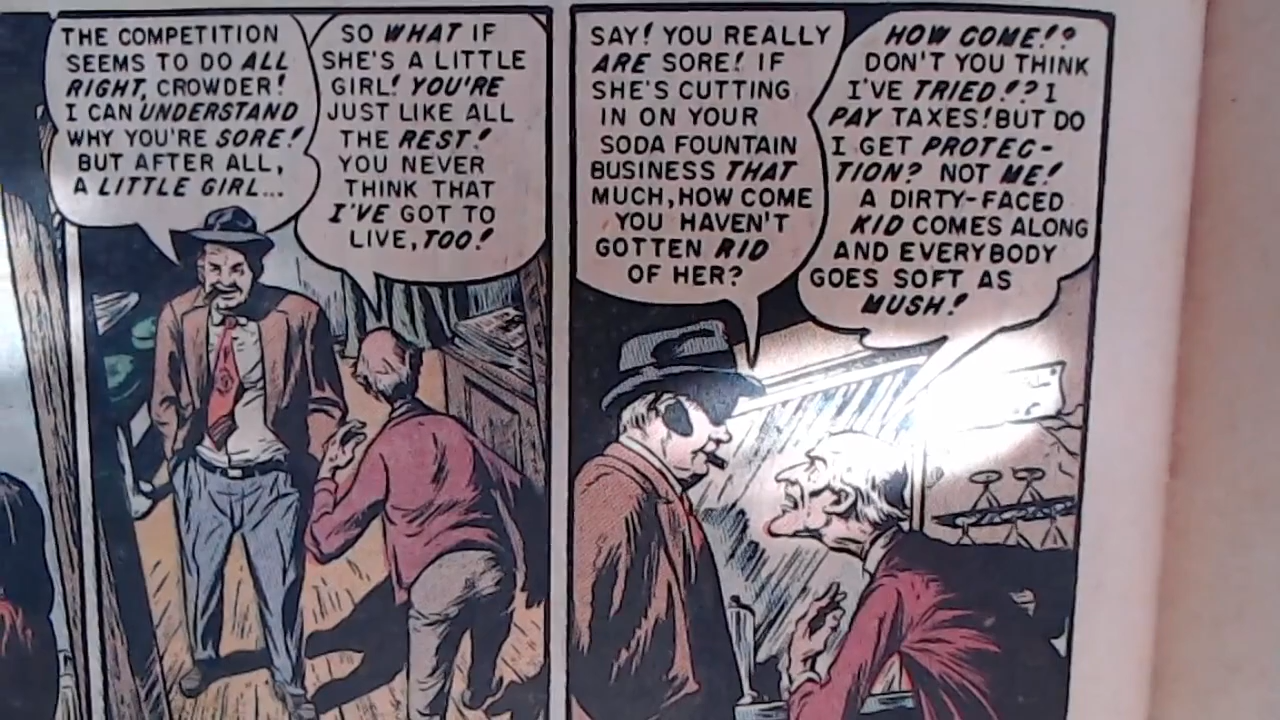 THE COMPETITION
SEEMS TO DO ALL
RIGHT, CROWDER!
I CAN UNDERSTAND
WHY YOU'RE SORE!
BUT AFTER ALL,
A LITTLE GIRL...
SO WHAT IF
SHE'S A LITTLE
GIRL! YOU'RE
JUST LIKE ALL
THE REST!
YOU NEVER
THINK THAT
I'VE GOT TO
LIVE, TOO!
SAY! YOU REALLY
ARE SORE! IF
SHE'S CUTTING
IN ON YOUR
SODA FOUNTAIN
BUSINESS THAT
MUCH, HOW COME
YOU HAVEN'T
GOTTEN RID
OF HER?
HOW COME!?
DON'T YOU THINK
I'VE TRIED!?! I
PAY TAXES! BUT DO
I GET PROTEC-
TION? NOT ME!
A DIRTY-FACED
KID COMES ALONG
AND EVERYBODY
GOES SOFT AS
MUSH!